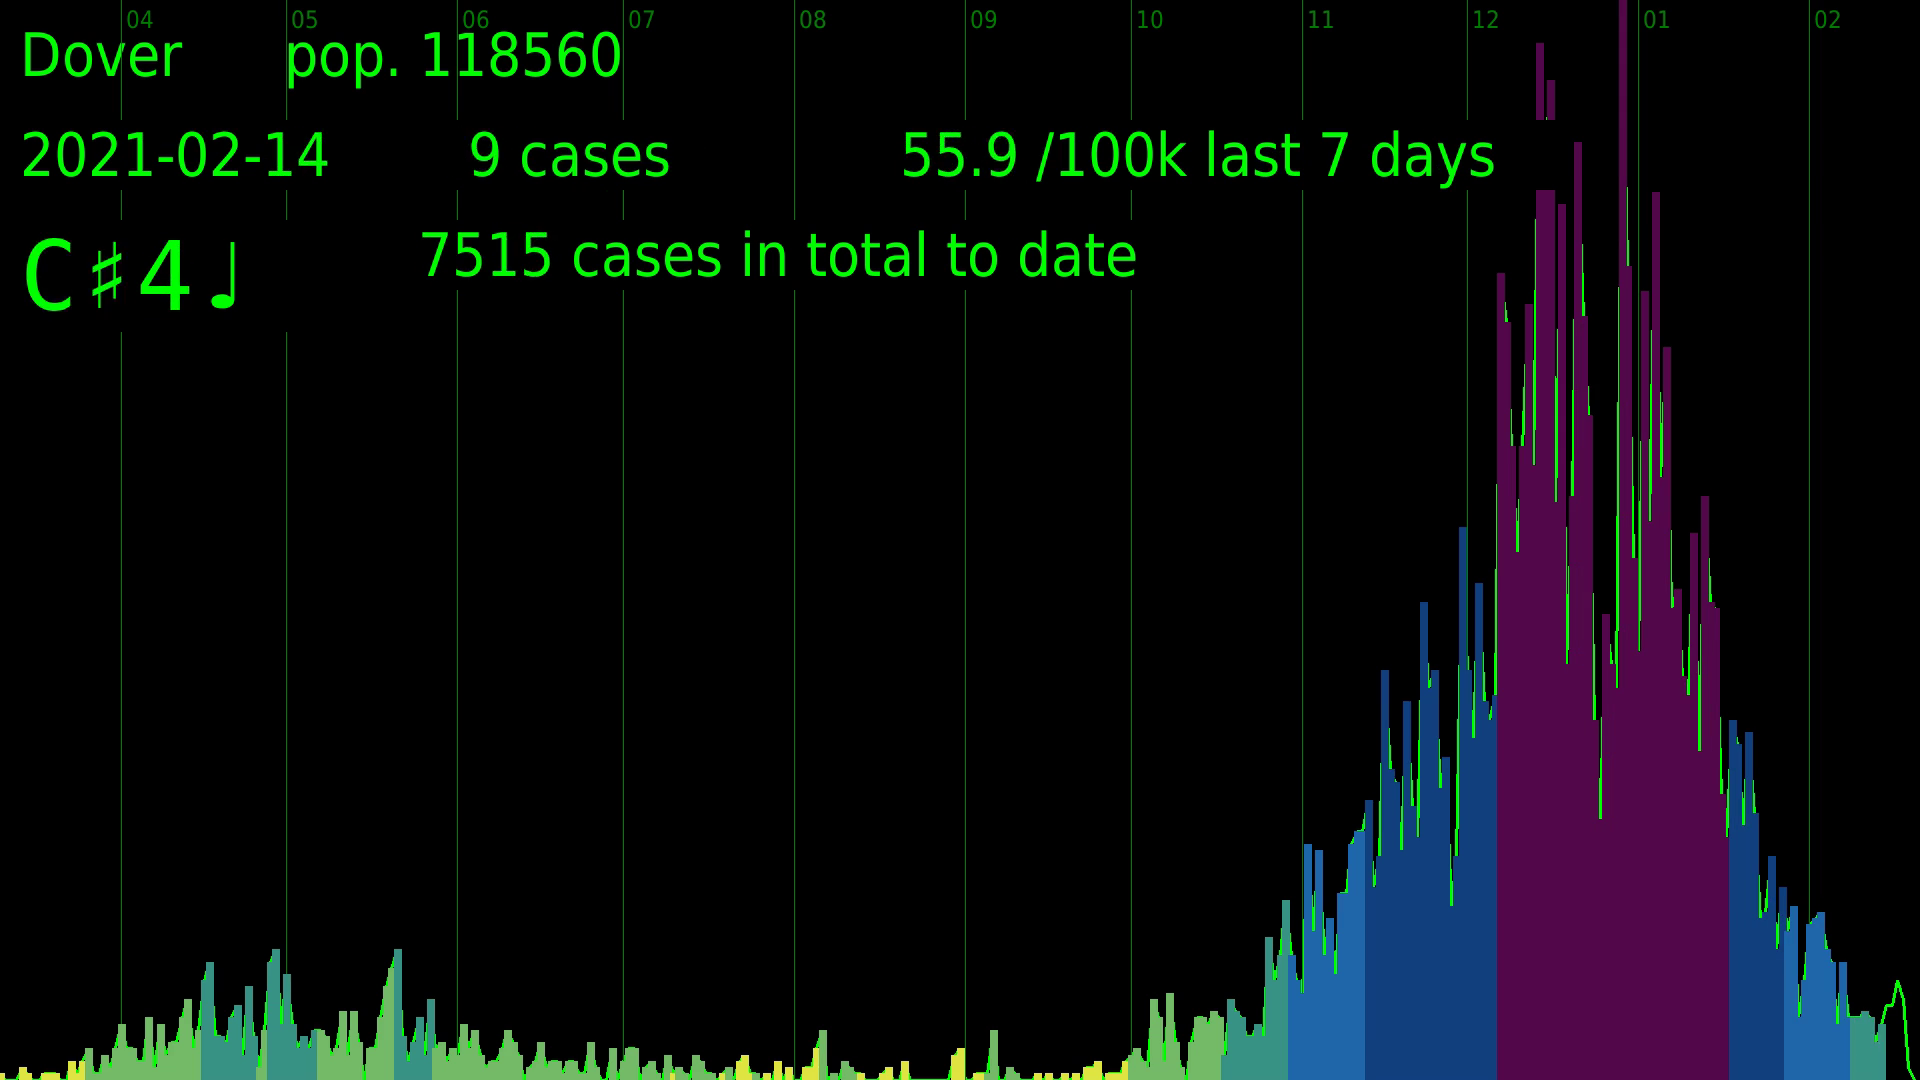 04 05 06 07 08 09 10 11 12 01 02
Dover pop. 118560
2021-02-14 9 cases 55.9 /100k last 7 days
C♯4♩ 7515 cases in total to date